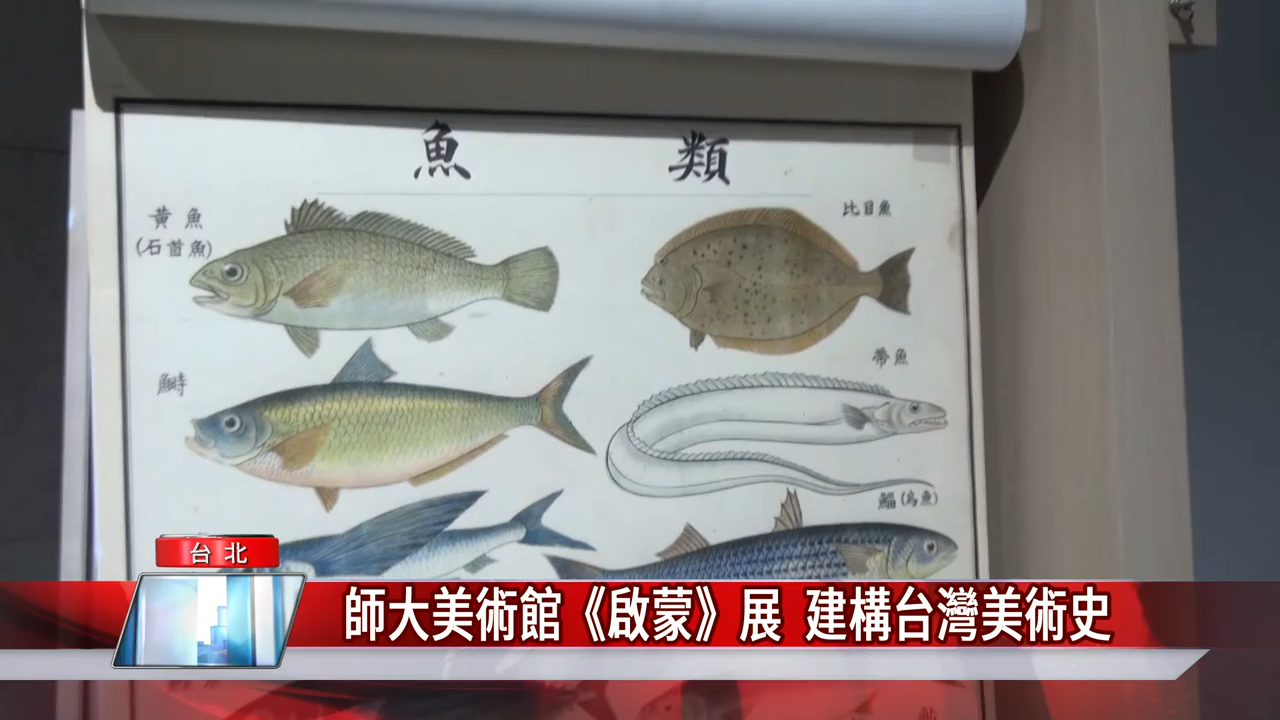 魚 類
黃魚
(石首魚)
比目魚
鰣
帶魚
鯔(烏魚)
台北
師大美術館《啟蒙》展 建構台灣美術史